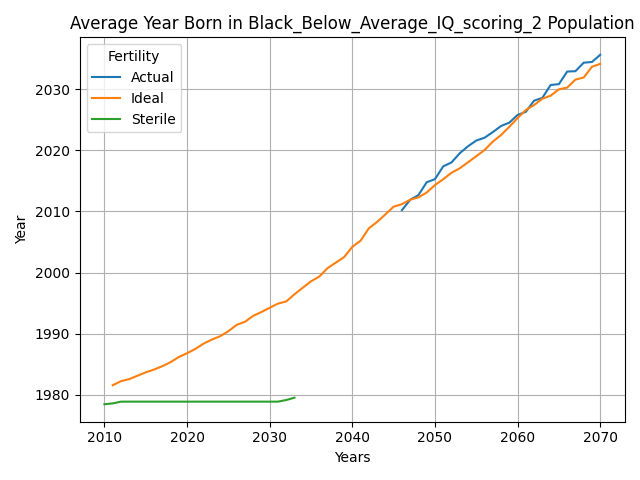 Average Year Born in Black_Below_Average_IQ_scoring_2 Population
Fertility
Actual
Ideal
Sterile
Year
2030
2020
2010
2000
1990
1980
2010 2020 2030 2040 2050 2060 2070
Years